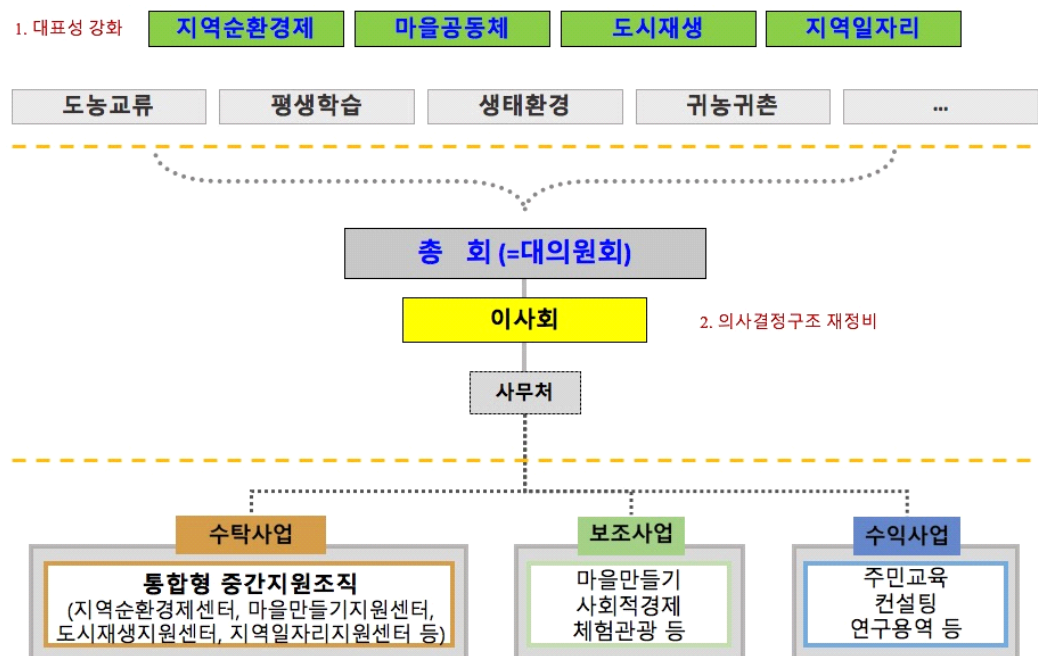 1. 대표성 강화
지역순환경제
마을공동체
도시재생
지역일자리
도농교류
평생학습
생태환경
귀농귀촌
...
총 회 (=대의원회)
이사회
2. 의사결정구조 재정비
사무처
수탁사업
통합형 중간지원조직
(지역순환경제센터, 마을만들기지원센터,
도시재생지원센터, 지역일자리지원센터 등)
보조사업
마을만들기
사회적경제
체험관광 등
수익사업
주민교육
컨설팅
연구용역 등